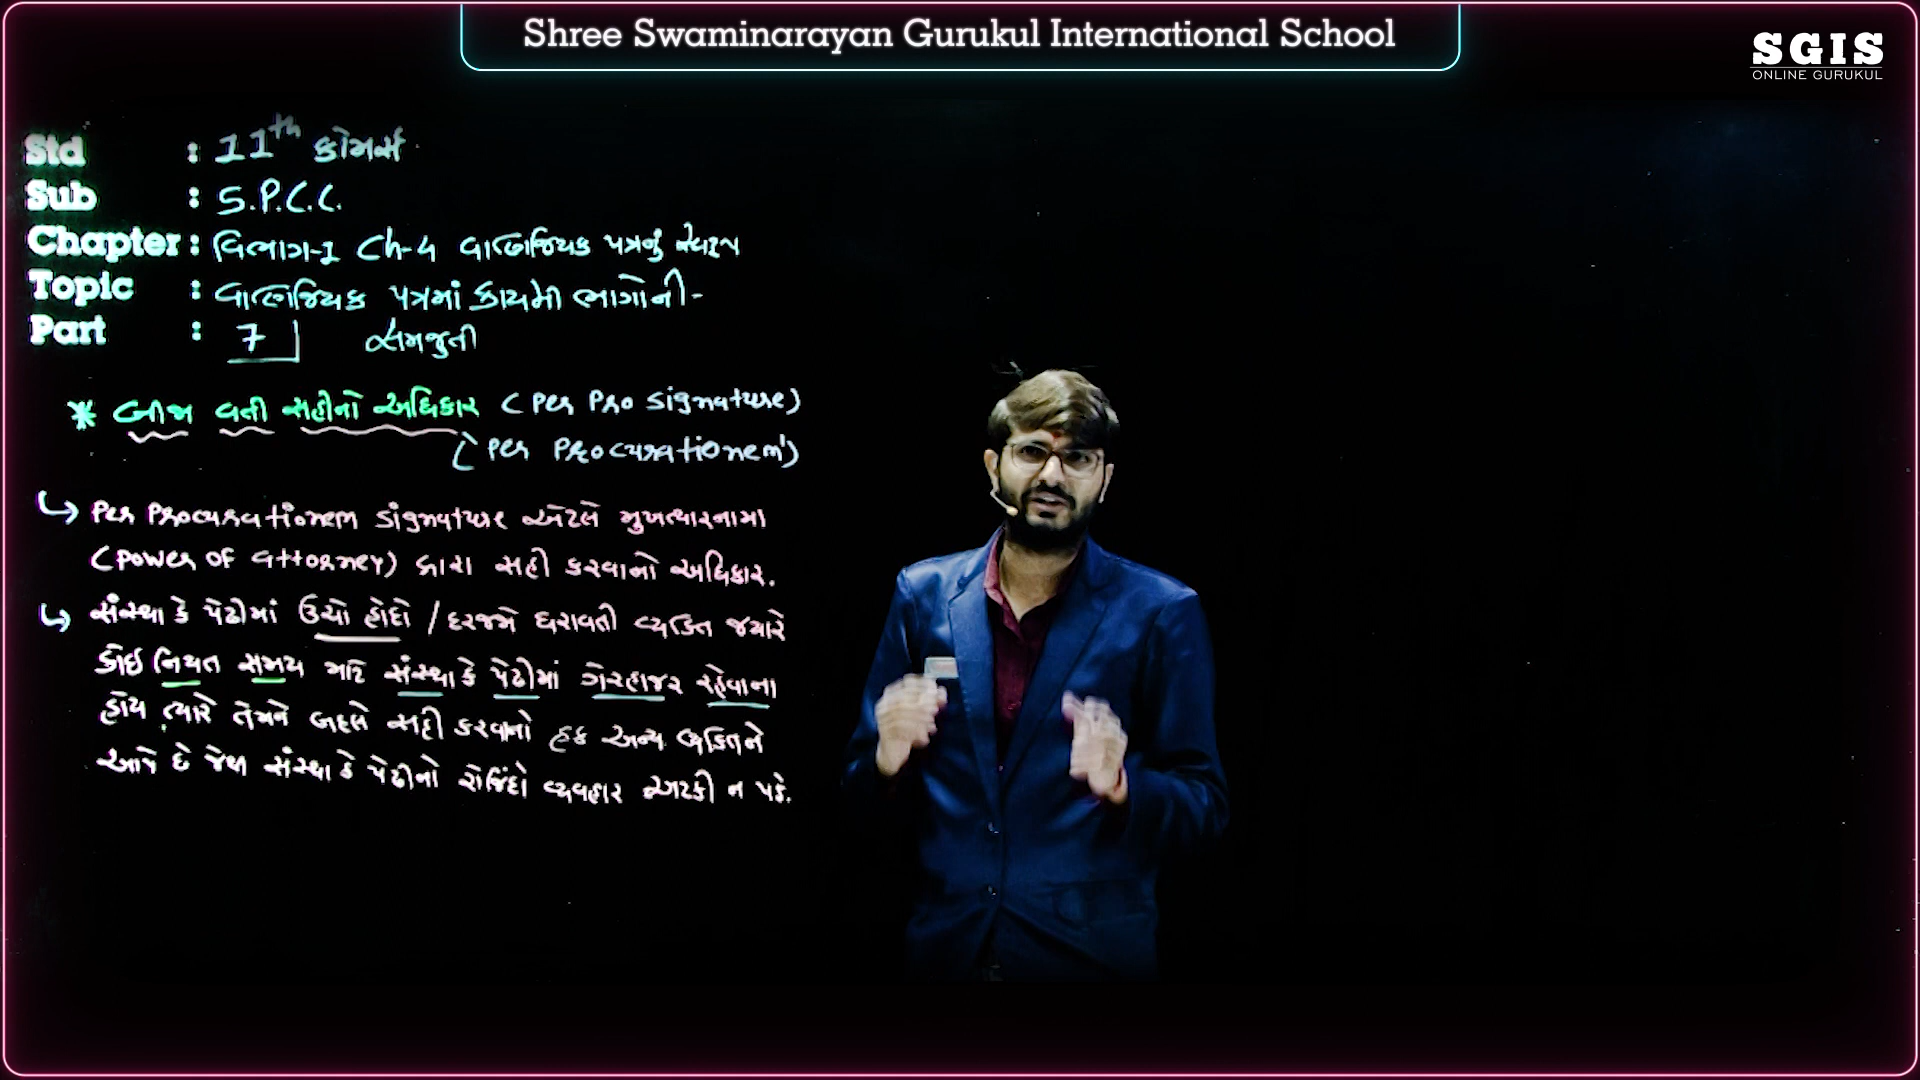 Shree Swaminarayan Gurukul International School
SGIS
ONLINE GURUKUL
Std : 11th કોમર્સ
Sub : S.P.C.C.
Chapter : વિભાગ-1 Ch-4 વાણિજ્યિક પત્રનું સ્વરૂપ
Topic : વાણિજ્યિક પત્રમાં કાયમી ભાગોની-
Part : 7 સમજુતી
* બીજા વતી સહીનો અધિકાર (Per Pro Signature)
(Per Procurationem)
↳ Per Procurationem Signature એટલે મુખત્યારનામા
(Power of attorney) દ્વારા સહી કરવાનો અધિકાર.
↳ સંસ્થા કે પેઢીમાં ઉંચો હોદ્દો / દરજ્જો ધરાવતી વ્યક્તિ જ્યારે
કોઈ નિયત સમય માટે સંસ્થા કે પેઢીમાં ગેરહાજર રહેવાના
હોય ત્યારે તેમને બદલે સહી કરવાનો હક અન્ય વ્યક્તિને
આપે છે જેથી સંસ્થા કે પેઢીનો રોજિંદો વ્યવહાર અટકી ન પડે.